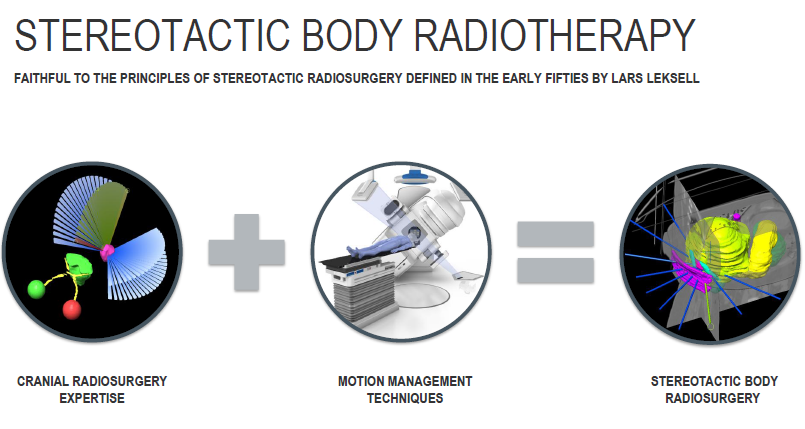 STEREOTACTIC BODY RADIOTHERAPY
FAITHFUL TO THE PRINCIPLES OF STEREOTACTIC RADIOSURGERY DEFINED IN THE EARLY FIFTIES BY LARS LEKSELL
CRANIAL RADIOSURGERY
EXPERTISE
MOTION MANAGEMENT
TECHNIQUES
STEREOTACTIC BODY
RADIOSURGERY